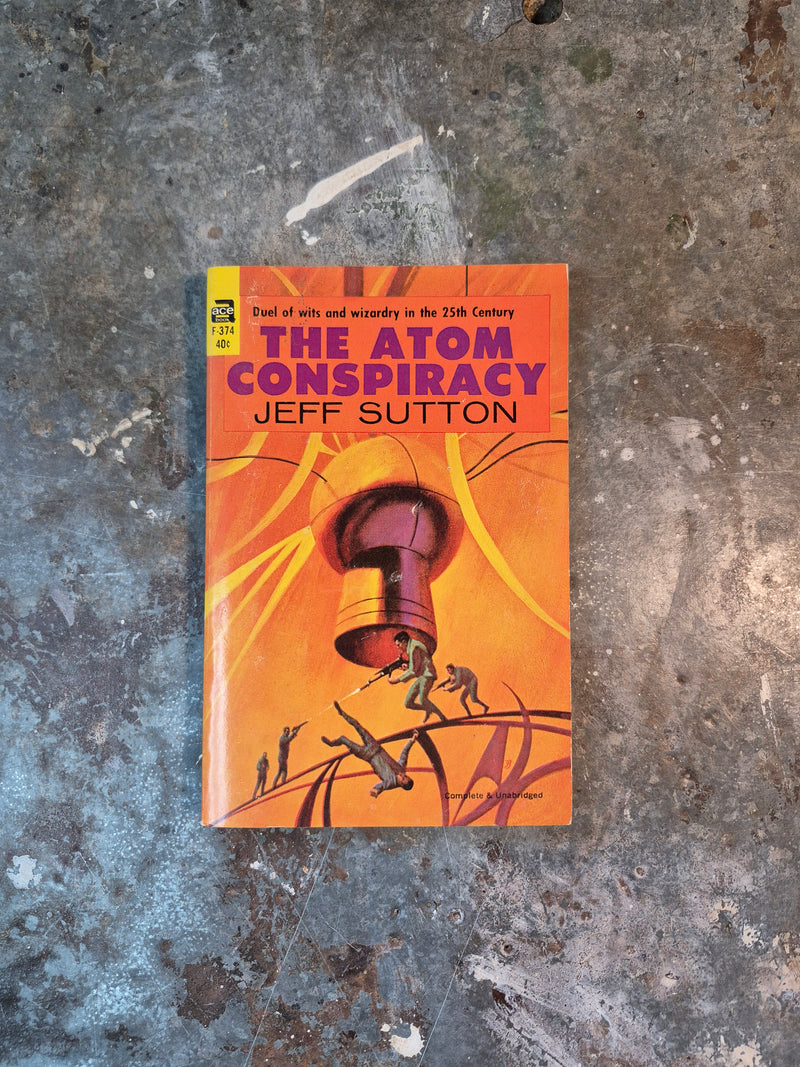 ace
BOOK
F-374
40¢
Duel of wits and wizardry in the 25th Century
THE ATOM
CONSPIRACY
JEFF SUTTON
Complete & Unabridged